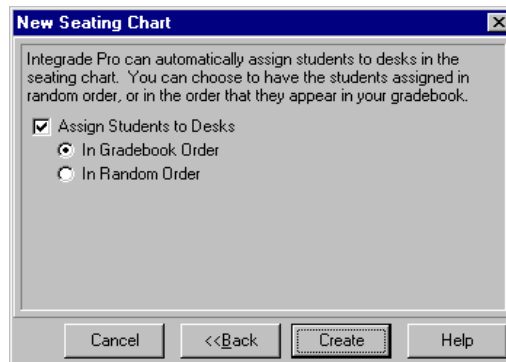 New Seating Chart
Integrade Pro can automatically assign students to desks in the
seating chart. You can choose to have the students assigned in
random order, or in the order that they appear in your gradebook.
Assign Students to Desks
In Gradebook Order
In Random Order
Cancel <<Back Create Help